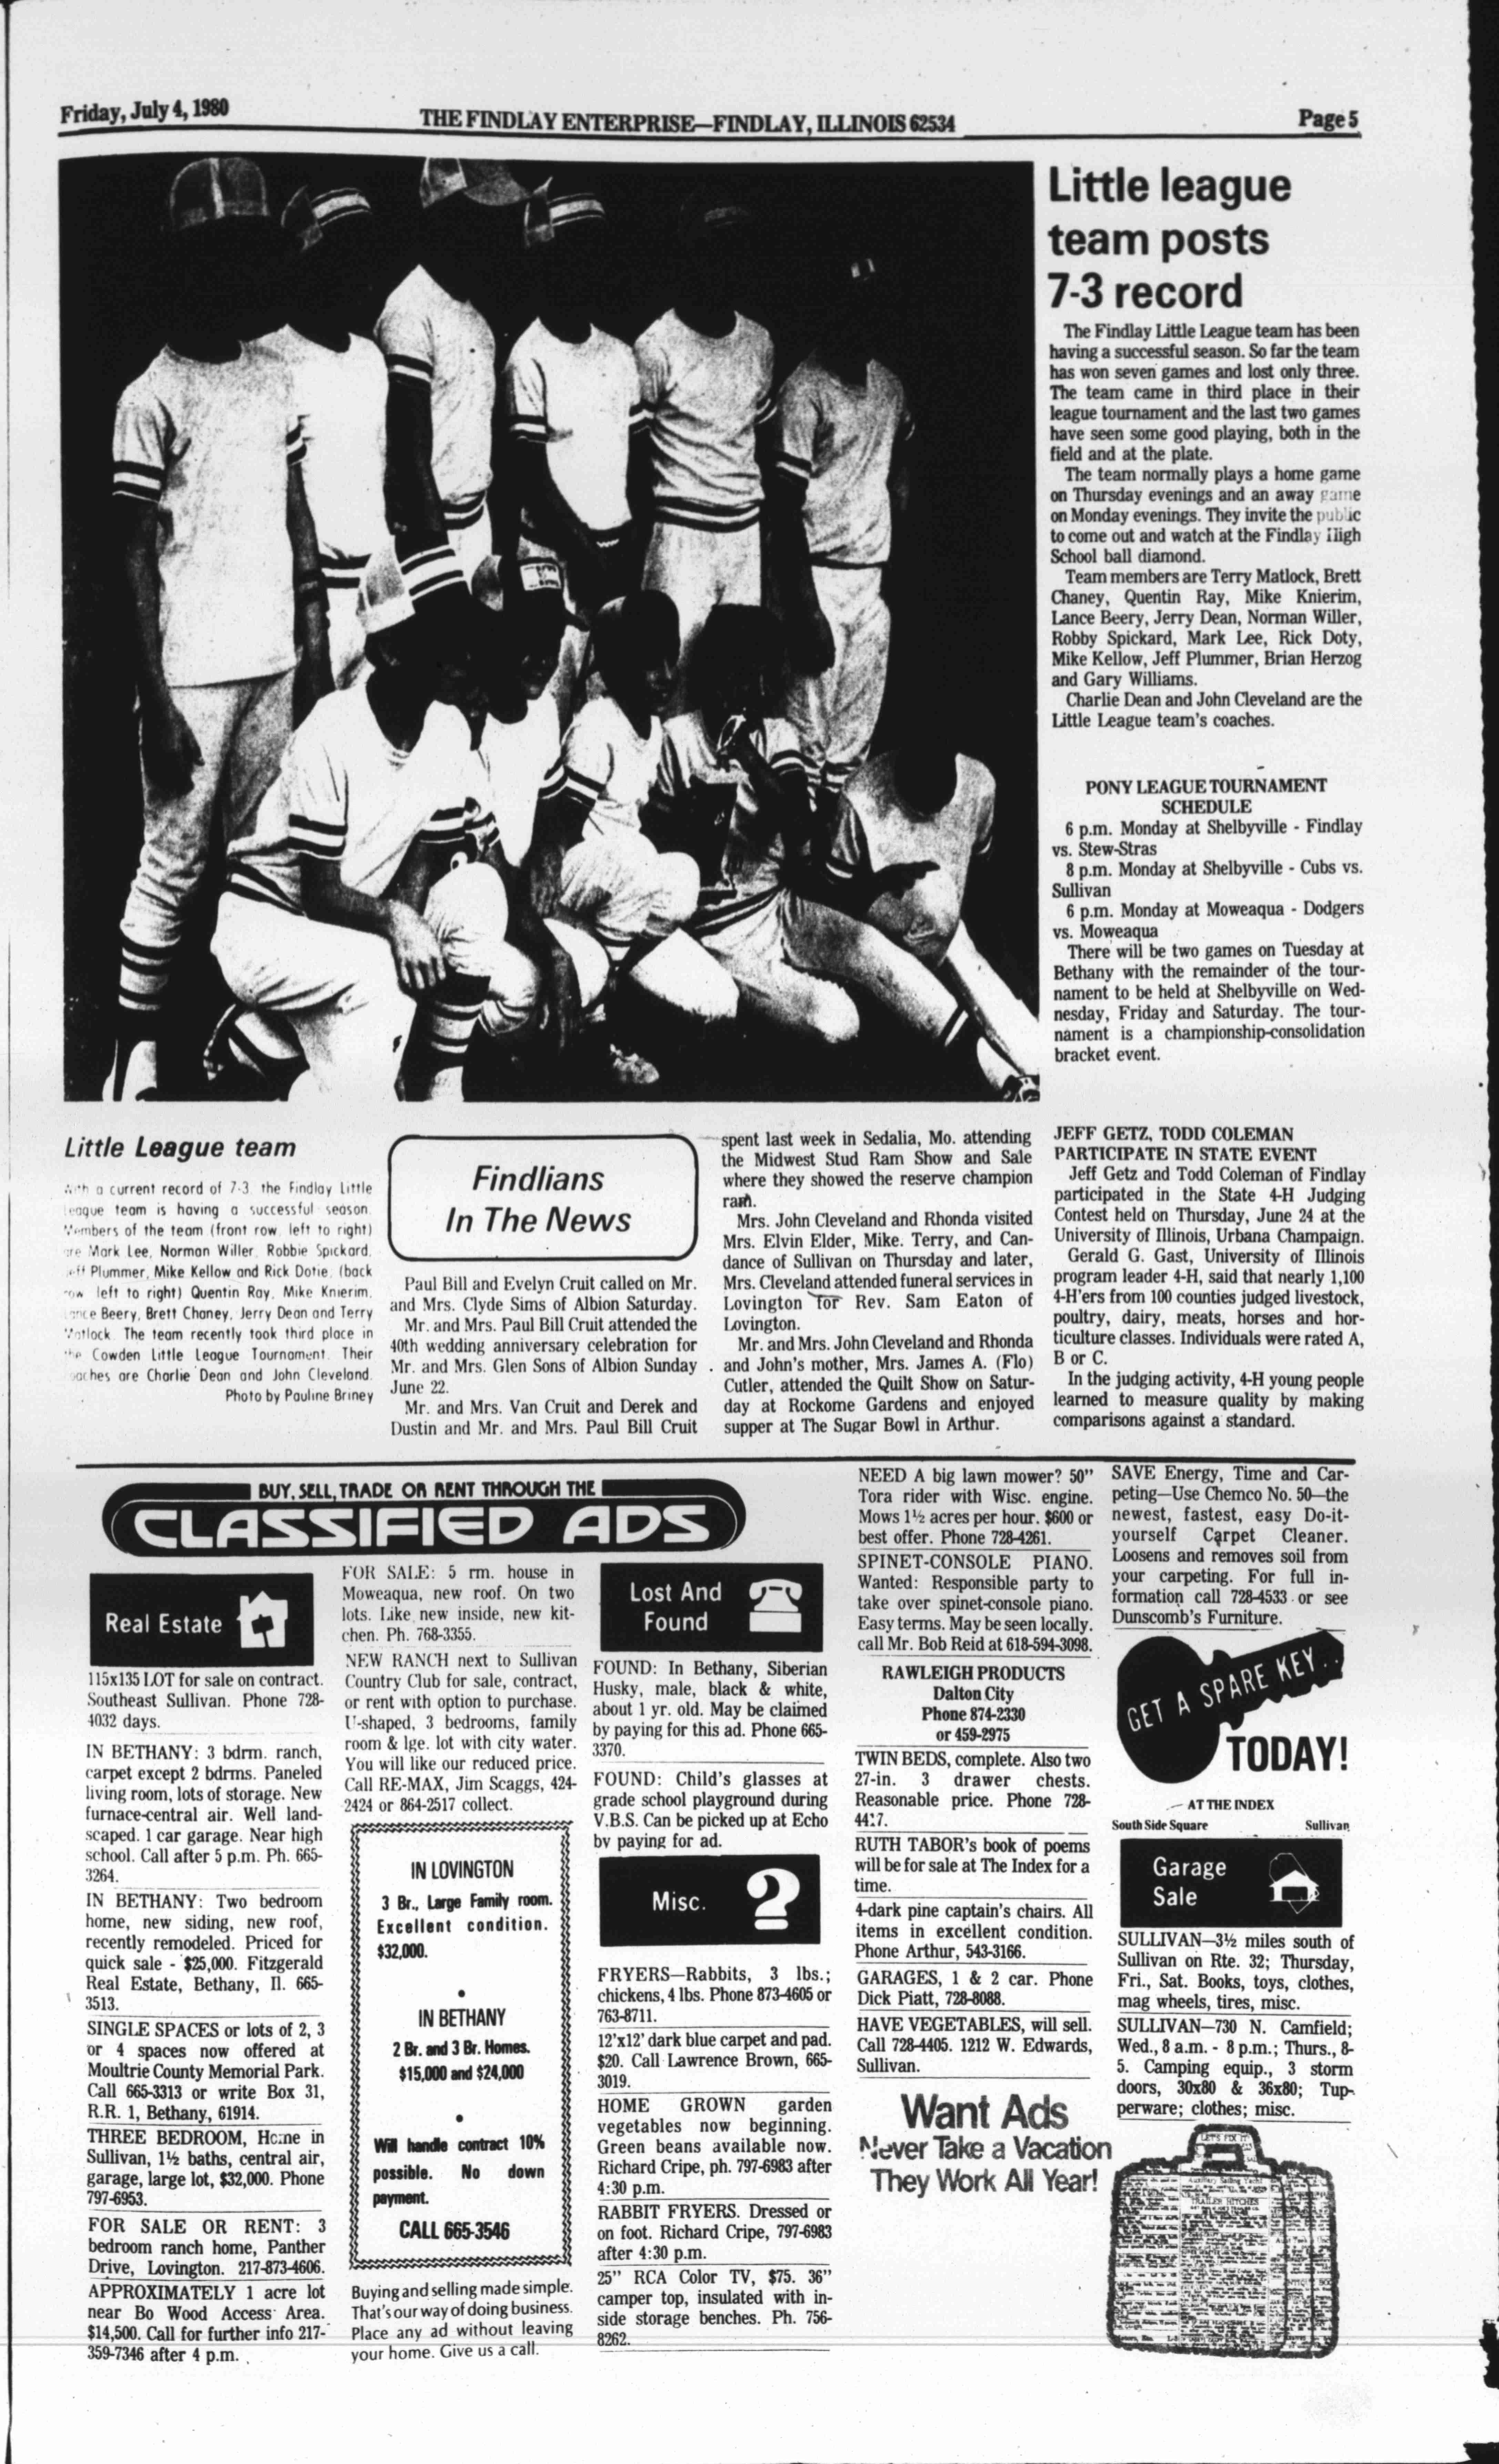 Friday, July 4, 1980
THE FINDLAY ENTERPRISE—FINDLAY, ILLINOIS 62534
Page 5
Little league
team posts
7-3 record
The Findlay Little League team has been
having a successful season. So far the team
has won seven games and lost only three.
The team came in third place in their
league tournament and the last two games
have seen some good playing, both in the
field and at the plate.
The team normally plays a home game
on Thursday evenings and an away game
on Monday evenings. They invite the public
to come out and watch at the Findlay High
School ball diamond.
Team members are Terry Matlock, Brett
Chaney, Quentin Ray, Mike Knierim,
Lance Beery, Jerry Dean, Norman Willer,
Robby Spickard, Mark Lee, Rick Doty,
Mike Kellow, Jeff Plummer, Brian Herzog
and Gary Williams.
Charlie Dean and John Cleveland are the
Little League team's coaches.
PONY LEAGUE TOURNAMENT
SCHEDULE
6 p.m. Monday at Shelbyville - Findlay
vs. Stew-Stras
8 p.m. Monday at Shelbyville - Cubs vs.
Sullivan
6 p.m. Monday at Moweaqua - Dodgers
vs. Moweaqua
There will be two games on Tuesday at
Bethany with the remainder of the tour-
nament to be held at Shelbyville on Wed-
nesday, Friday and Saturday. The tour-
nament is a championship-consolidation
bracket event.
Little League team
a current record of 7-3 the Findlay Little
team is having a successful season.
Members of the team (front row, left to right)
Mark Lee, Norman Willer, Robbie Spickard,
Plummer, Mike Kellow and Rick Dotie, (back
left to right) Quentin Ray, Mike Knierim,
Beery, Brett Chaney, Jerry Dean and Terry
Matlock. The team recently took third place in
Cowden Little League Tournament. Their
are Charlie Dean and John Cleveland.
Photo by Pauline Briney
Findlians
In The News
Paul Bill and Evelyn Cruit called on Mr.
and Mrs. Clyde Sims of Albion Saturday.
Mr. and Mrs. Paul Bill Cruit attended the
40th wedding anniversary celebration for
Mr. and Mrs. Glen Sons of Albion Sunday
June 22.
Mr. and Mrs. Van Cruit and Derek and
Dustin and Mr. and Mrs. Paul Bill Cruit
spent last week in Sedalia, Mo. attending
the Midwest Stud Ram Show and Sale
where they showed the reserve champion
ram.
Mrs. John Cleveland and Rhonda visited
Mrs. Elvin Elder, Mike. Terry, and Can-
dance of Sullivan on Thursday and later,
Mrs. Cleveland attended funeral services in
Lovington for Rev. Sam Eaton of
Lovington.
Mr. and Mrs. John Cleveland and Rhonda
and John's mother, Mrs. James A. (Flo)
Cutler, attended the Quilt Show on Satur-
day at Rockome Gardens and enjoyed
supper at The Sugar Bowl in Arthur.
JEFF GETZ, TODD COLEMAN
PARTICIPATE IN STATE EVENT
Jeff Getz and Todd Coleman of Findlay
participated in the State 4-H Judging
Contest held on Thursday, June 24 at the
University of Illinois, Urbana Champaign.
Gerald G. Gast, University of Illinois
program leader 4-H, said that nearly 1,100
4-H'ers from 100 counties judged livestock,
poultry, dairy, meats, horses and hor-
ticulture classes. Individuals were rated A,
B or C.
In the judging activity, 4-H young people
learned to measure quality by making
comparisons against a standard.
BUY, SELL, TRADE OR RENT THROUGH THE
CLASSIFIED ADS
Real Estate
115x135 LOT for sale on contract.
Southeast Sullivan. Phone 728-
4032 days.
IN BETHANY: 3 bdrm. ranch,
carpet except 2 bdrms. Paneled
living room, lots of storage. New
furnace-central air. Well land-
scaped. 1 car garage. Near high
school. Call after 5 p.m. Ph. 665-
3264.
IN BETHANY: Two bedroom
home, new siding, new roof,
recently remodeled. Priced for
quick sale - $25,000. Fitzgerald
Real Estate, Bethany, Il. 665-
3513.
SINGLE SPACES or lots of 2, 3
or 4 spaces now offered at
Moultrie County Memorial Park.
Call 665-3313 or write Box 31,
R.R. 1, Bethany, 61914.
THREE BEDROOM, Home in
Sullivan, 1½ baths, central air,
garage, large lot, $32,000. Phone
797-6953.
FOR SALE OR RENT: 3
bedroom ranch home, Panther
Drive, Lovington. 217-873-4606.
APPROXIMATELY 1 acre lot
near Bo Wood Access Area.
$14,500. Call for further info 217-
359-7346 after 4 p.m.
FOR SALE: 5 rm. house in
Moweaqua, new roof. On two
lots. Like new inside, new kit-
chen. Ph. 768-3355.
NEW RANCH next to Sullivan
Country Club for sale, contract,
or rent with option to purchase.
U-shaped, 3 bedrooms, family
room & lge. lot with city water.
You will like our reduced price.
Call RE-MAX, Jim Scaggs, 424-
2424 or 864-2517 collect.
IN LOVINGTON
3 Br., Large Family room.
Excellent condition.
$32,000.
IN BETHANY
2 Br. and 3 Br. Homes.
$15,000 and $24,000
Will handle contract 10%
possible. No down
payment.
CALL 665-3546
Buying and selling made simple.
That's our way of doing business.
Place any ad without leaving
your home. Give us a call.
Lost And
Found
FOUND: In Bethany, Siberian
Husky, male, black & white,
about 1 yr. old. May be claimed
by paying for this ad. Phone 665-
3370.
FOUND: Child's glasses at
grade school playground during
V.B.S. Can be picked up at Echo
by paying for ad.
Misc.
?
FRYERS—Rabbits, 3 lbs.;
chickens, 4 lbs. Phone 873-4605 or
763-8711.
12'x12' dark blue carpet and pad.
$20. Call Lawrence Brown, 665-
3019.
HOME GROWN garden
vegetables now beginning.
Green beans available now.
Richard Cripe, ph. 797-6983 after
4:30 p.m.
RABBIT FRYERS. Dressed or
on foot. Richard Cripe, 797-6983
after 4:30 p.m.
25" RCA Color TV, $75. 36"
camper top, insulated with in-
side storage benches. Ph. 756-
8262.
NEED A big lawn mower? 50"
Tora rider with Wisc. engine.
Mows 1½ acres per hour. $600 or
best offer. Phone 728-4261.
SPINET-CONSOLE PIANO.
Wanted: Responsible party to
take over spinet-console piano.
Easy terms. May be seen locally.
call Mr. Bob Reid at 618-594-3098.
RAWLEIGH PRODUCTS
Dalton City
Phone 874-2330
or 459-2975
TWIN BEDS, complete. Also two
27-in. 3 drawer chests.
Reasonable price. Phone 728-
RUTH TABOR's book of poems
will be for sale at The Index for a
time.
4-dark pine captain's chairs. All
items in excellent condition.
Phone Arthur, 543-3166.
GARAGES, 1 & 2 car. Phone
Dick Piatt, 728-8088.
HAVE VEGETABLES, will sell.
Call 728-4405. 1212 W. Edwards,
Sullivan.
Want Ads
Never Take a Vacation
They Work All Year!
SAVE Energy, Time and Car-
peting—Use Chemco No. 50—the
newest, fastest, easy Do-it-
yourself Carpet Cleaner.
Loosens and removes soil from
your carpeting. For full in-
formation call 728-4533 or see
Dunscomb's Furniture.
GET A SPARE KEY..
TODAY!
AT THE INDEX
South Side Square Sullivan
Garage
Sale
SULLIVAN—3½ miles south of
Sullivan on Rte. 32; Thursday,
Fri., Sat. Books, toys, clothes,
mag wheels, tires, misc.
SULLIVAN—730 N. Camfield;
Wed., 8 a.m. - 8 p.m.; Thurs., 8-
5. Camping equip., 3 storm
doors, 30x80 & 36x80; Tup-
perware; clothes; misc.
LET'S FIX IT
TRAILER HITCHES